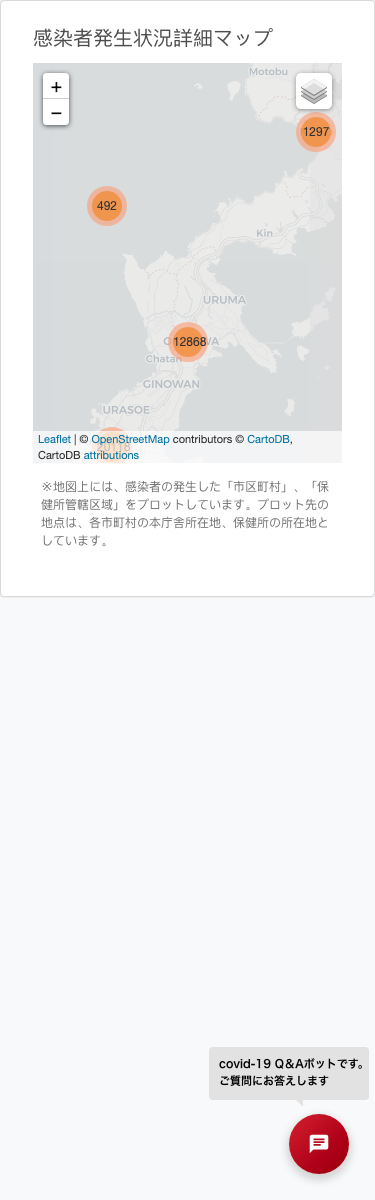 感染者発生状況詳細マップ
+
−
Motobu
1297
492
Kin
URUMA
12868
Chatan
GINOWAN
URASOE
Leaflet | © OpenStreetMap contributors © CartoDB,
CartoDB attributions
※地図上には、感染者の発生した「市区町村」、「保
健所管轄区域」をプロットしています。プロット先の
地点は、各市町村の本庁舎所在地、保健所の所在地と
しています。
covid-19 Q&Aボットです。
ご質問にお答えします